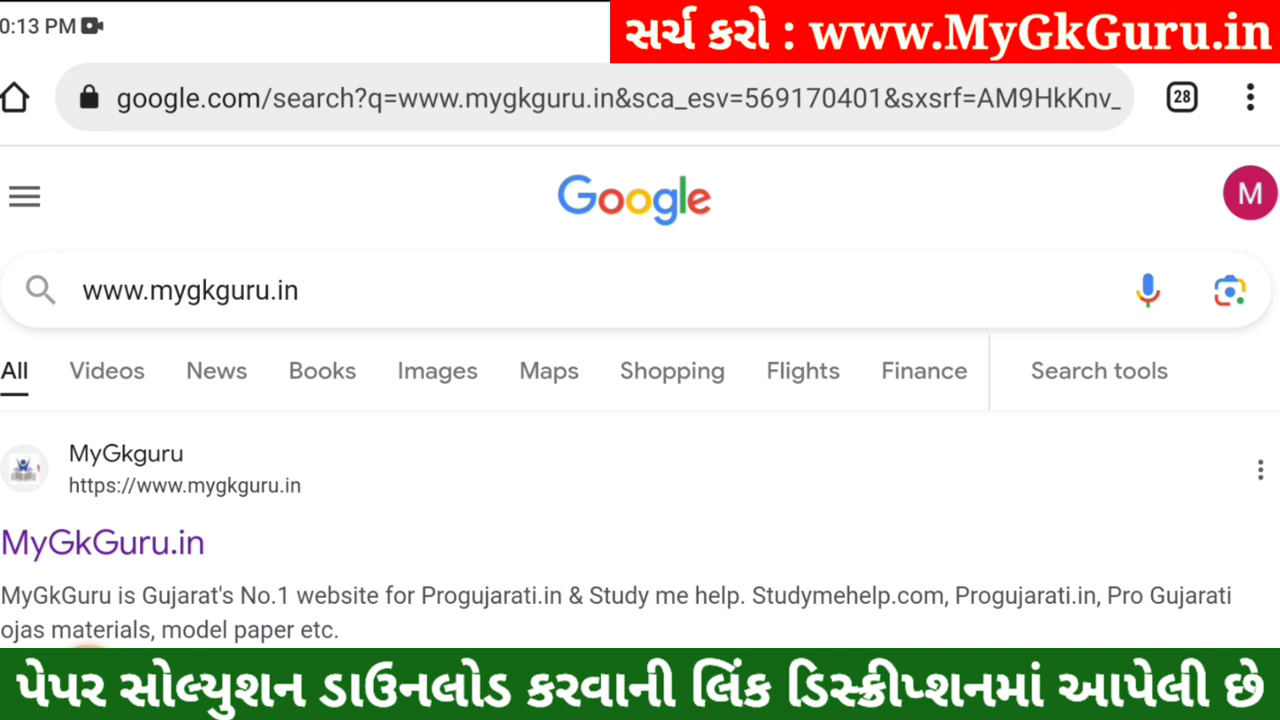 0:13 PM
સર્ચ કરો : www.MyGkGuru.in
google.com/search?q=www.mygkguru.in&sca_esv=569170401&sxsrf=AM9HkKnv_
28
Google
M
www.mygkguru.in
All Videos News Books Images Maps Shopping Flights Finance Search tools
MyGkguru
https://www.mygkguru.in
MyGkGuru.in
MyGkGuru is Gujarat's No.1 website for Progujarati.in & Study me help. Studymehelp.com, Progujarati.in, Pro Gujarati
ojas materials, model paper etc.
પેપર સોલ્યુશન ડાઉનલોડ કરવાની લિંક ડિસ્ક્રીપ્શનમાં આપેલી છે